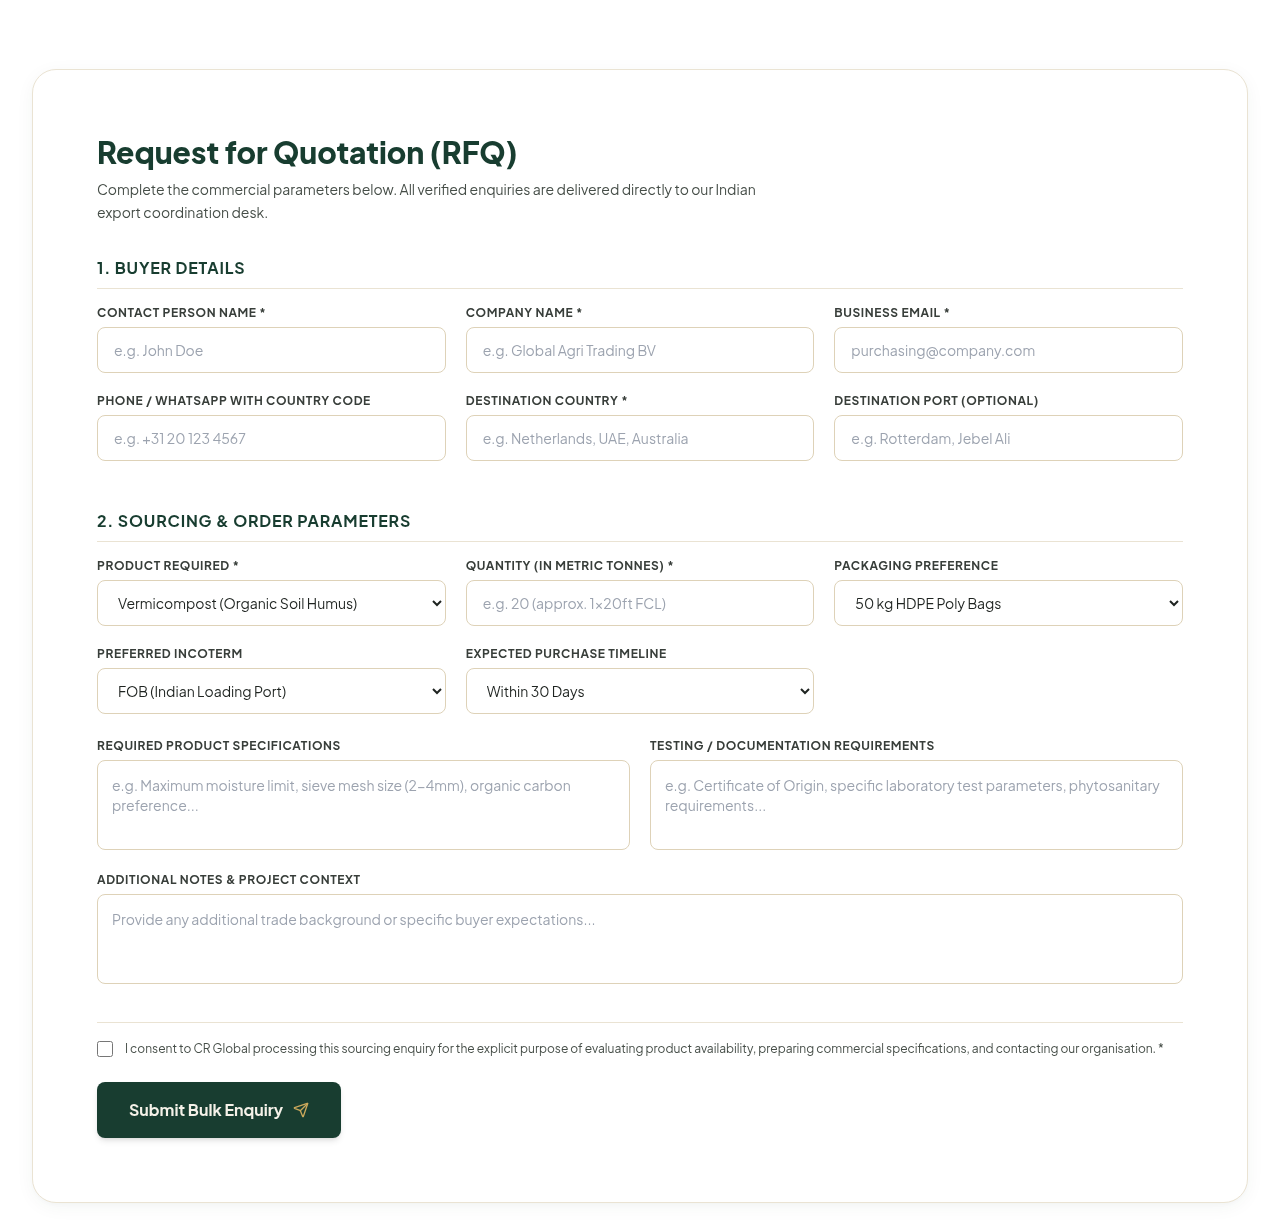 Request for Quotation (RFQ)
Complete the commercial parameters below. All verified enquiries are delivered directly to our Indian
export coordination desk.
1. BUYER DETAILS
CONTACT PERSON NAME *
COMPANY NAME *
BUSINESS EMAIL *
e.g. John Doe
e.g. Global Agri Trading BV
purchasing@company.com
PHONE / WHATSAPP WITH COUNTRY CODE
DESTINATION COUNTRY *
DESTINATION PORT (OPTIONAL)
e.g. +31 20 123 4567
e.g. Netherlands, UAE, Australia
e.g. Rotterdam, Jebel Ali
2. SOURCING & ORDER PARAMETERS
PRODUCT REQUIRED *
QUANTITY (IN METRIC TONNES) *
PACKAGING PREFERENCE
Vermicompost (Organic Soil Humus)
e.g. 20 (approx. 1x20ft FCL)
50 kg HDPE Poly Bags
PREFERRED INCOTERM
EXPECTED PURCHASE TIMELINE
FOB (Indian Loading Port)
Within 30 Days
REQUIRED PRODUCT SPECIFICATIONS
TESTING / DOCUMENTATION REQUIREMENTS
e.g. Maximum moisture limit, sieve mesh size (2–4mm), organic carbon
preference...
e.g. Certificate of Origin, specific laboratory test parameters, phytosanitary
requirements...
ADDITIONAL NOTES & PROJECT CONTEXT
Provide any additional trade background or specific buyer expectations...
I consent to CR Global processing this sourcing enquiry for the explicit purpose of evaluating product availability, preparing commercial specifications, and contacting our organisation. *
Submit Bulk Enquiry